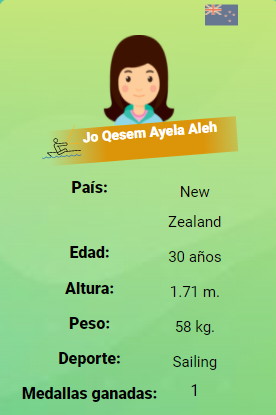 Jo Qesem Ayela Aleh
País: New Zealand
Edad: 30 años
Altura: 1.71 m.
Peso: 58 kg.
Deporte: Sailing
Medallas ganadas: 1